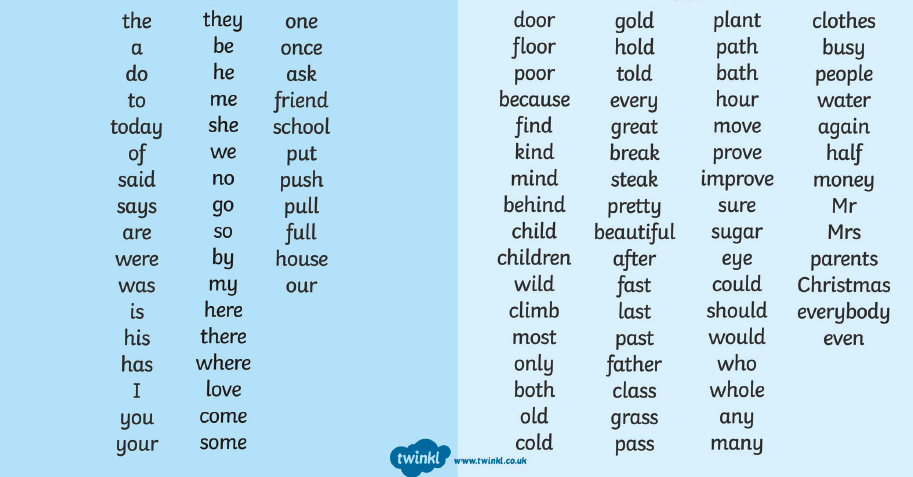 the they one
a be once
do he ask
to me friend
today she school
of we put
said no push
says go pull
are so full
were by house
was my our
is here
his there
has where
I love
you come
your some
door gold plant clothes
floor hold path busy
poor told bath people
because every hour water
find great move again
kind break prove half
mind steak improve money
behind pretty sure Mr
child beautiful sugar Mrs
children after eye parents
wild fast could Christmas
climb last should everybody
most past would even
only father who
both class whole
old grass any
cold pass many
twinkl www.twinkl.co.uk